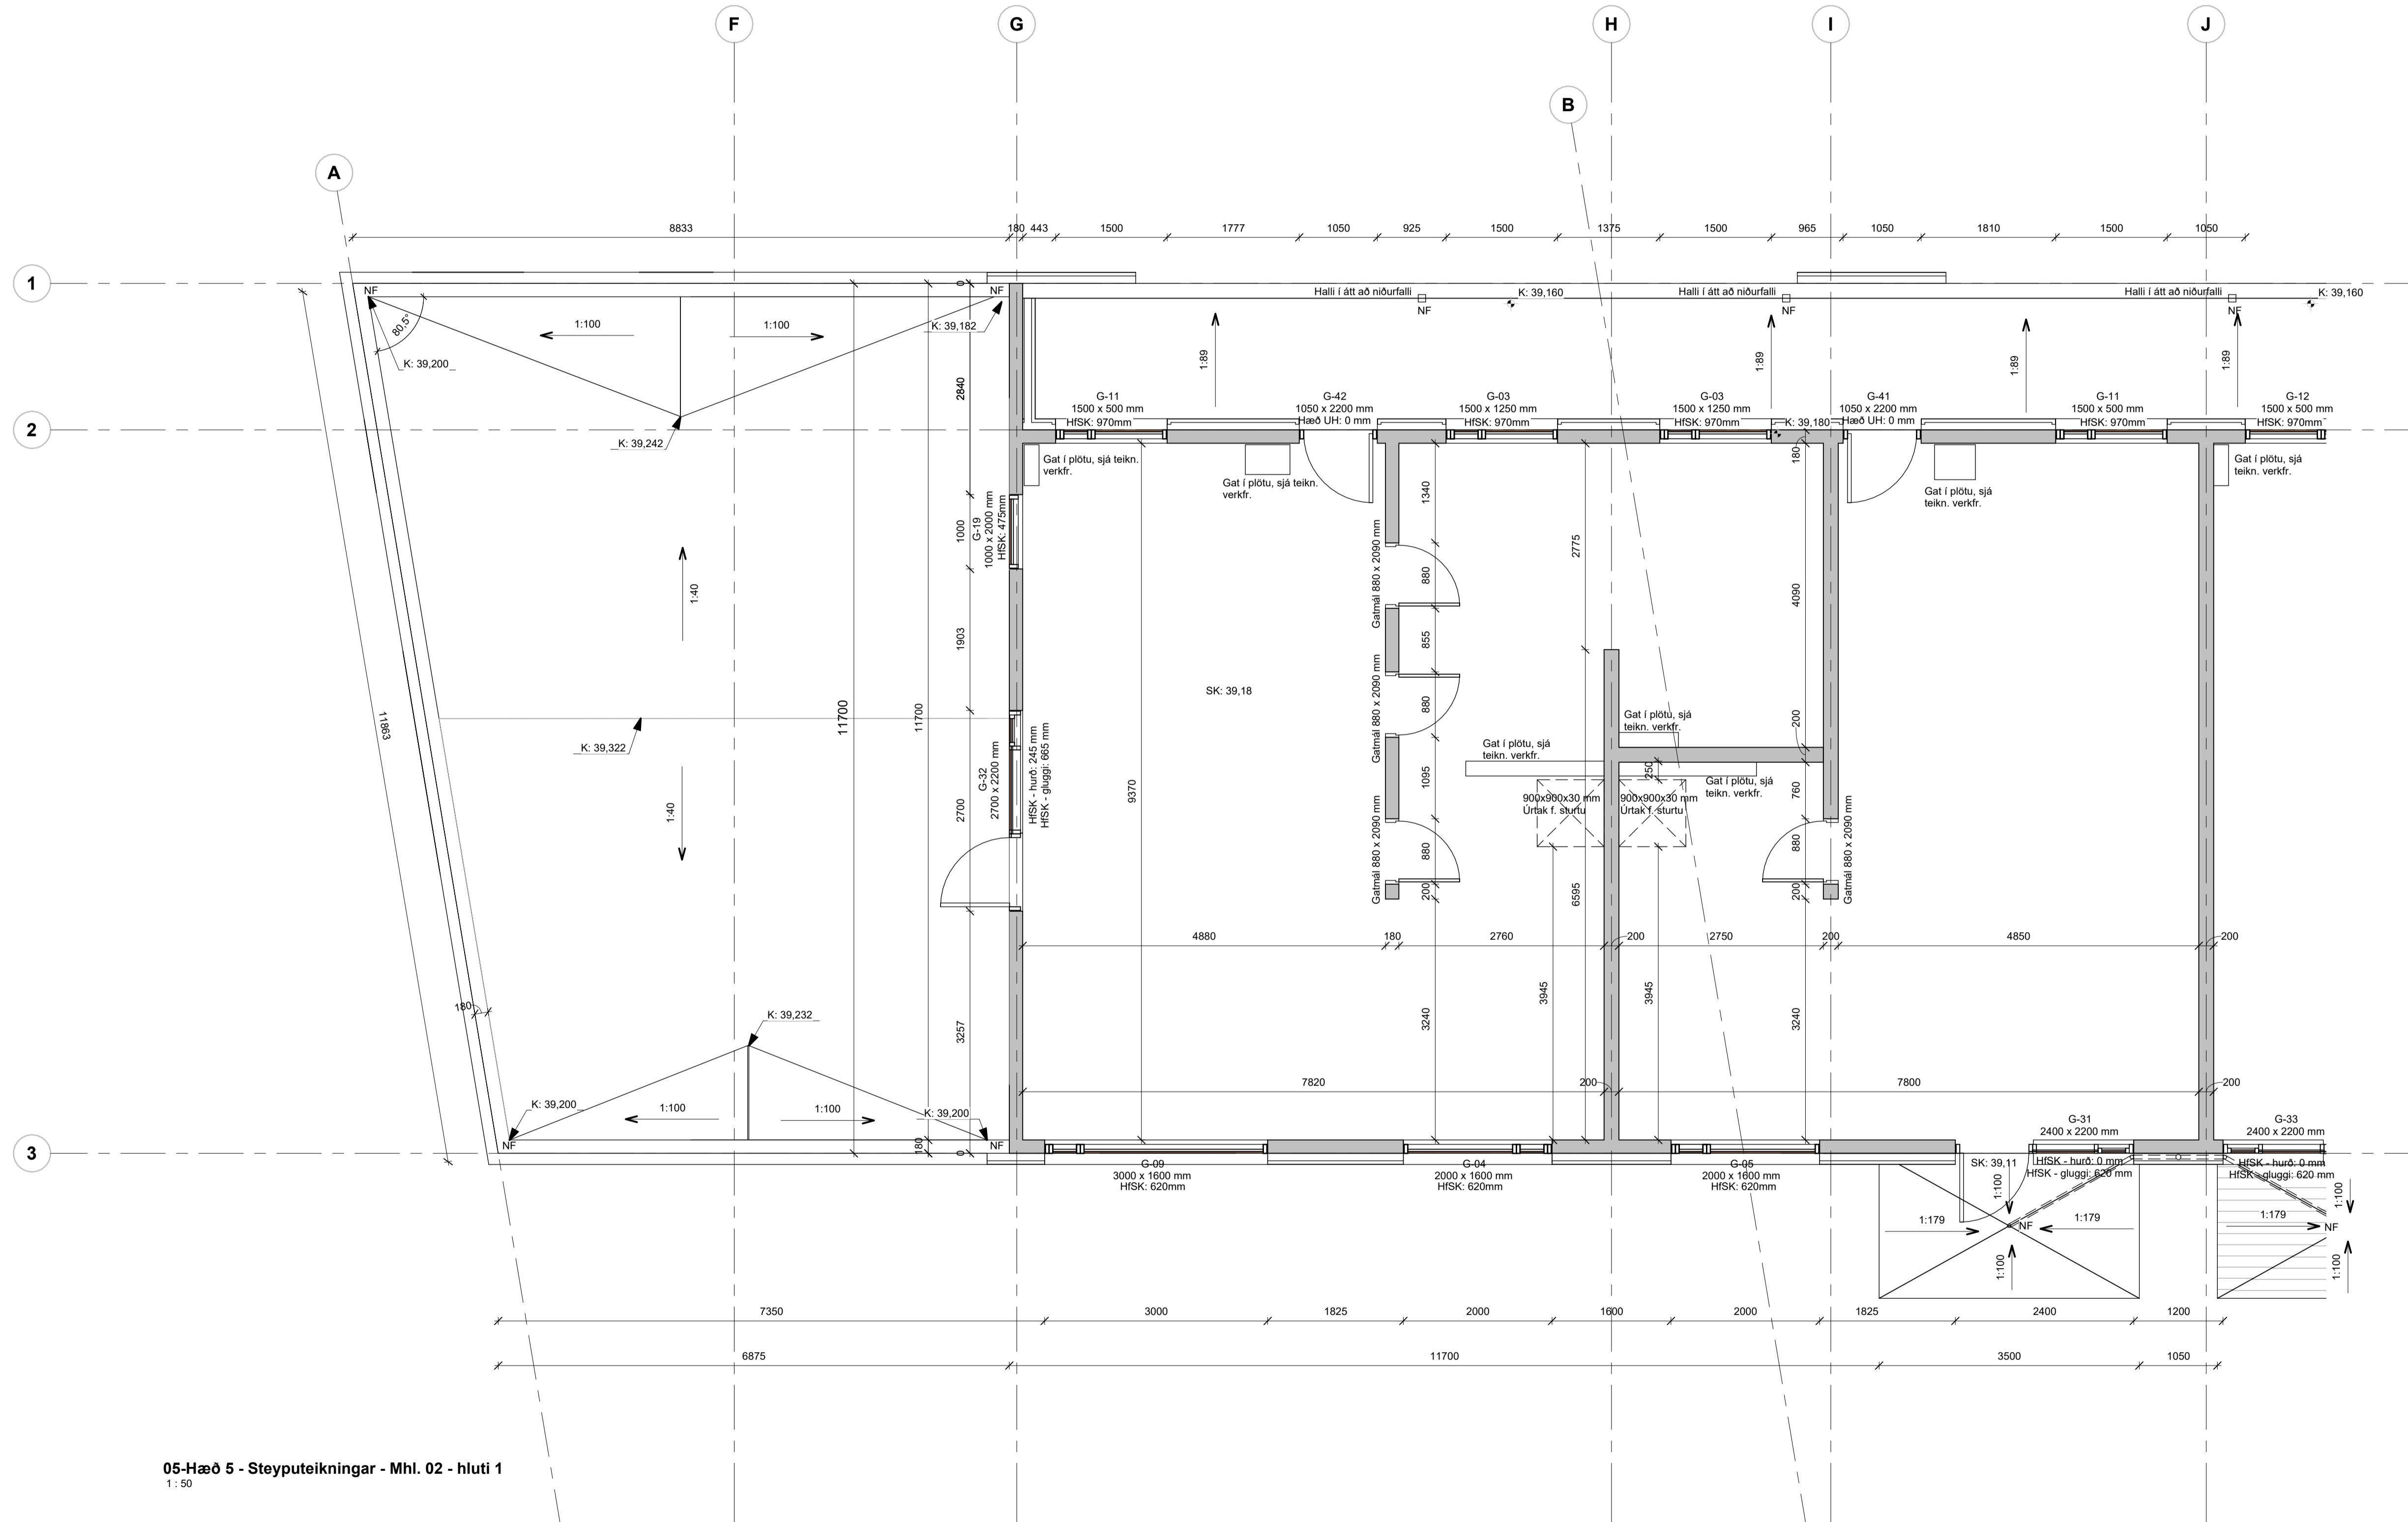 F
G
H
I
J
B
A
8833
180
443
1500
1777
1050
925
1500
1375
1500
965
1050
1810
1500
1050
1
NF
NF
0
Halli í átt að niðurfalli
NF
K: 39,160
Halli í átt að niðurfalli
NF
Halli í átt að niðurfalli
NF
K: 39,160
80,5°
1:100
1:100
K: 39,182
K: 39,200
2840
1:89
1:89
1:89
1:89
2
K: 39,242
G-11
1500 x 500 mm
HfSK: 970mm
G-42
1050 x 2200 mm
Hæð UH: 0 mm
G-03
1500 x 1250 mm
HfSK: 970mm
G-03
1500 x 1250 mm
HfSK: 970mm
K: 39,180
G-41
1050 x 2200 mm
Hæð UH: 0 mm
G-11
1500 x 500 mm
HfSK: 970mm
G-12
1500 x 500 mm
HfSK: 970mm
Gat í plötu, sjá teikn.
verkfr.
Gat í plötu, sjá teikn.
verkfr.
180
Gat í plötu, sjá
teikn. verkfr.
Gat í plötu, sjá
teikn. verkfr.
1000
G-19
1000 x 2000 mm
HfSK: 475mm
1340
Gatmál 880 x 2090 mm
880
2775
4090
1:40
1903
855
SK: 39,18
Gatmál 880 x 2090 mm
880
11863
11700
11700
K: 39,322
G-32
2700 x 2200 mm
HfSK - hurð: 245 mm
HfSK - gluggi: 665 mm
200
Gat í plötu, sjá
teikn. verkfr.
Gat í plötu, sjá
teikn. verkfr.
250
Gat í plötu, sjá
teikn. verkfr.
1:40
2700
9370
1095
760
900x900x30 mm
Úrtak f. sturtu
900x900x30 mm
Úrtak f. sturtu
Gatmál 880 x 2090 mm
880
200
6595
880
200
Gatmál 880 x 2090 mm
4880
180
2760
200
2750
200
4850
200
180
K: 39,232
3257
3240
3945
3945
3240
7820
200
7800
200
K: 39,200
1:100
1:100
K: 39,200
NF
NF
180
0
3
G-09
3000 x 1600 mm
HfSK: 620mm
G-04
2000 x 1600 mm
HfSK: 620mm
G-05
2000 x 1600 mm
HfSK: 620mm
G-31
2400 x 2200 mm
HfSK - hurð: 0 mm
HfSK - gluggi: 620 mm
G-33
2400 x 2200 mm
HfSK - hurð: 0 mm
HfSK - gluggi: 620 mm
SK: 39,11
1:100
1:179
NF
1:179
1:100
1:179
NF
1:100
1:100
7350
3000
1825
2000
1600
2000
1825
2400
1200
6875
11700
3500
1050
05-Hæð 5 - Steyputeikningar - Mhl. 02 - hluti 1
1 : 50